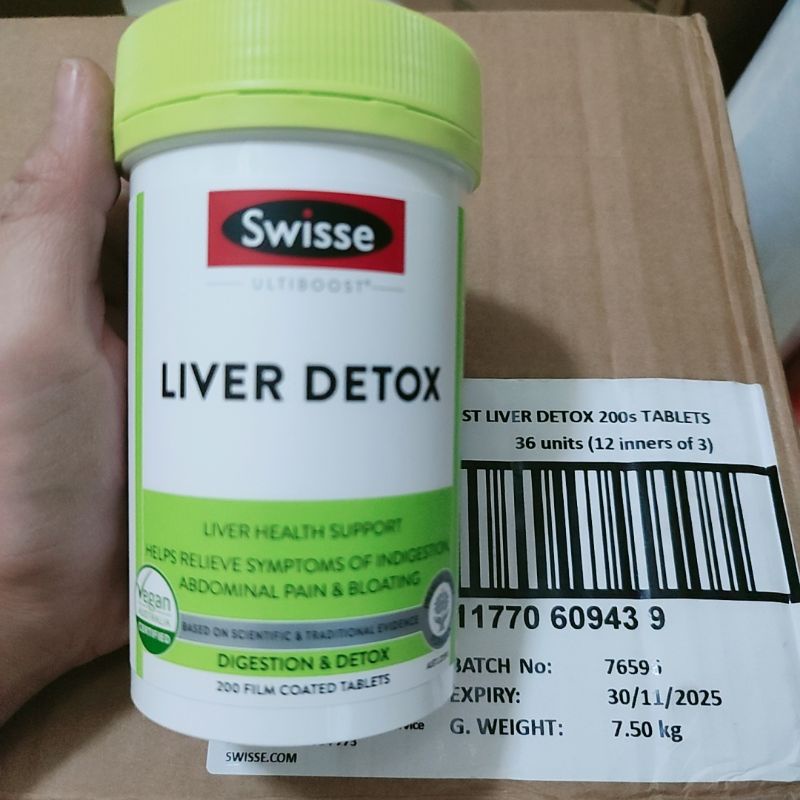 Swisse
ULTIBOOST®
LIVER DETOX
LIVER HEALTH SUPPORT
HELPS RELIEVE SYMPTOMS OF INDIGESTION,
ABDOMINAL PAIN & BLOATING
Vegan
AUSTRALIA
CERTIFIED
BASED ON SCIENTIFIC & TRADITIONAL EVIDENCE
DIGESTION & DETOX
200 FILM COATED TABLETS
ST LIVER DETOX 200s TABLETS
36 units (12 inners of 3)
11770 60943 9
BATCH No:
EXPIRY: 30/11/2025
G. WEIGHT: 7.50 kg
SWISSE.COM